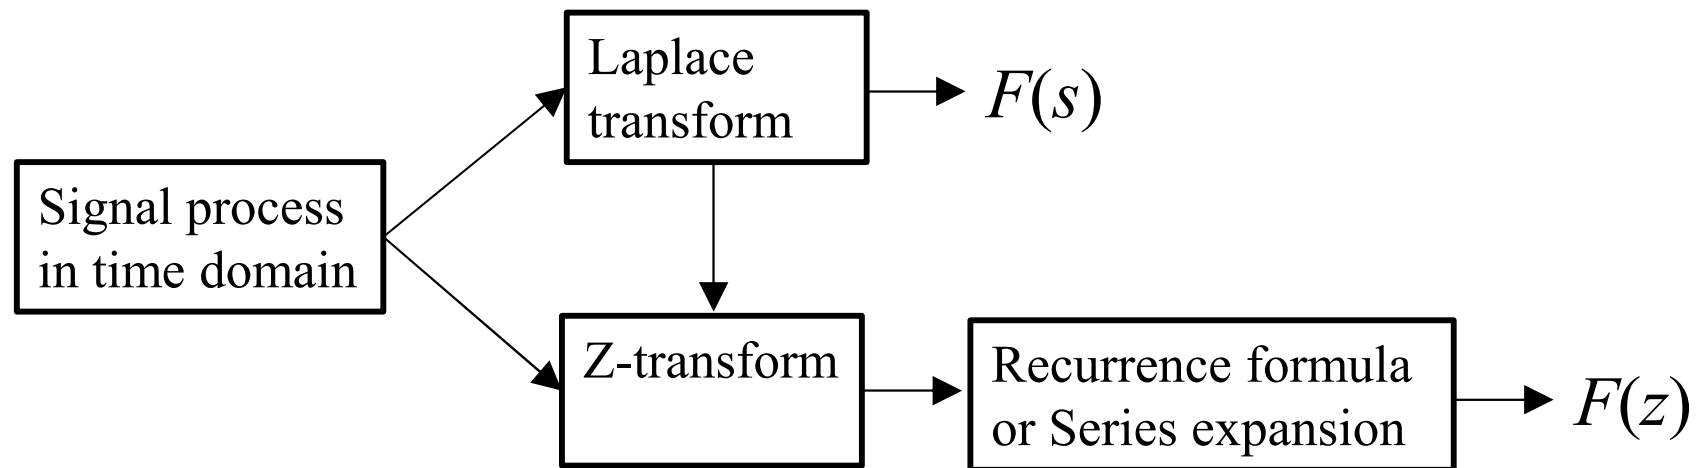 Laplace
transform
F(s)
Signal process
in time domain
Z-transform
Recurrence formula
or Series expansion
F(z)